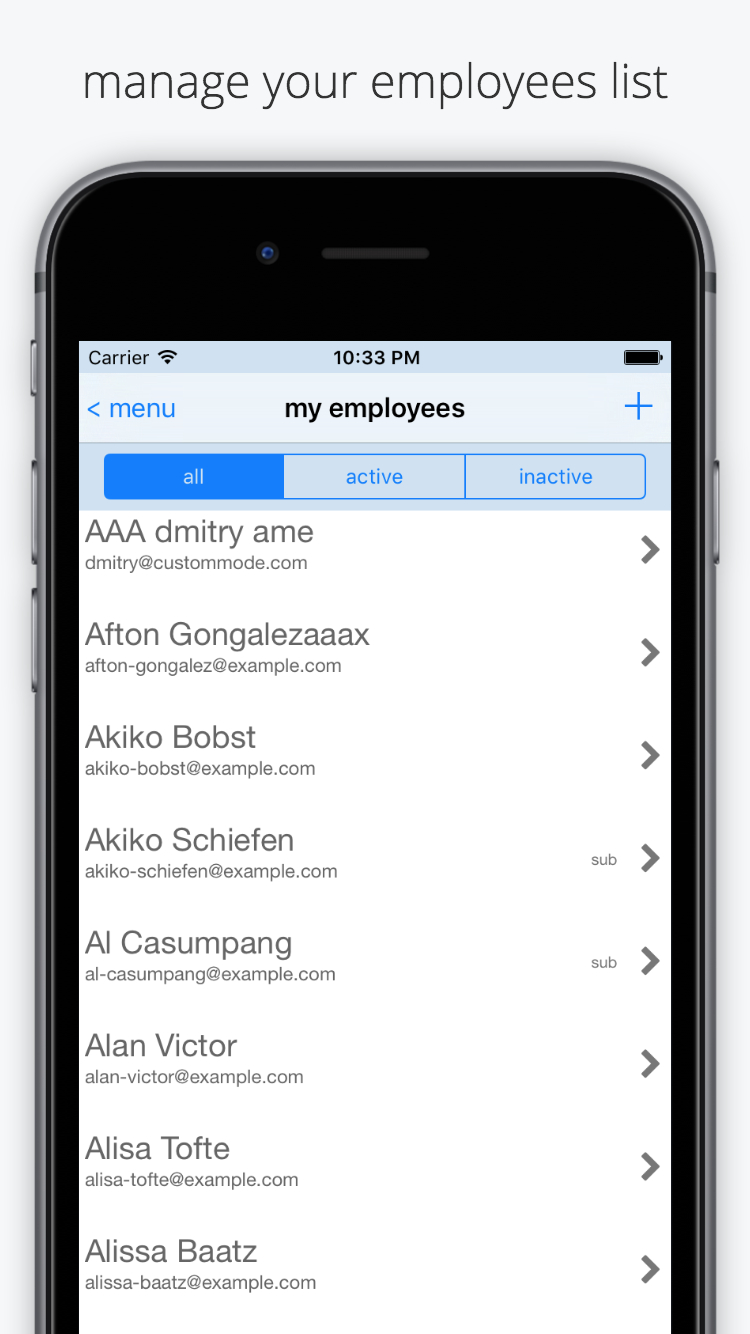 manage your employees list
Carrier 10:33 PM
< menu my employees +
all active inactive
AAA dmitry ame
dmitry@custommode.com
Afton Gongalezaaax
afton-gongalez@example.com
Akiko Bobst
akiko-bobst@example.com
Akiko Schiefen
akiko-schiefen@example.com
sub
Al Casumpang
al-casumpang@example.com
sub
Alan Victor
alan-victor@example.com
Alisa Tofte
alisa-tofte@example.com
Alissa Baatz
alissa-baatz@example.com